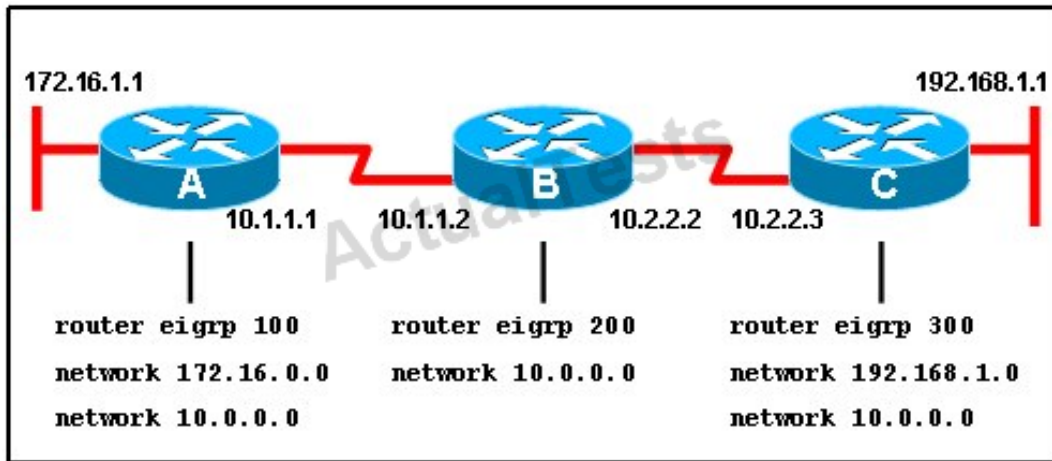 172.16.1.1
192.168.1.1
A
B
C
10.1.1.1
10.1.1.2
10.2.2.2
10.2.2.3
ActualTests
router eigrp 100
network 172.16.0.0
network 10.0.0.0
router eigrp 200
network 10.0.0.0
router eigrp 300
network 192.168.1.0
network 10.0.0.0